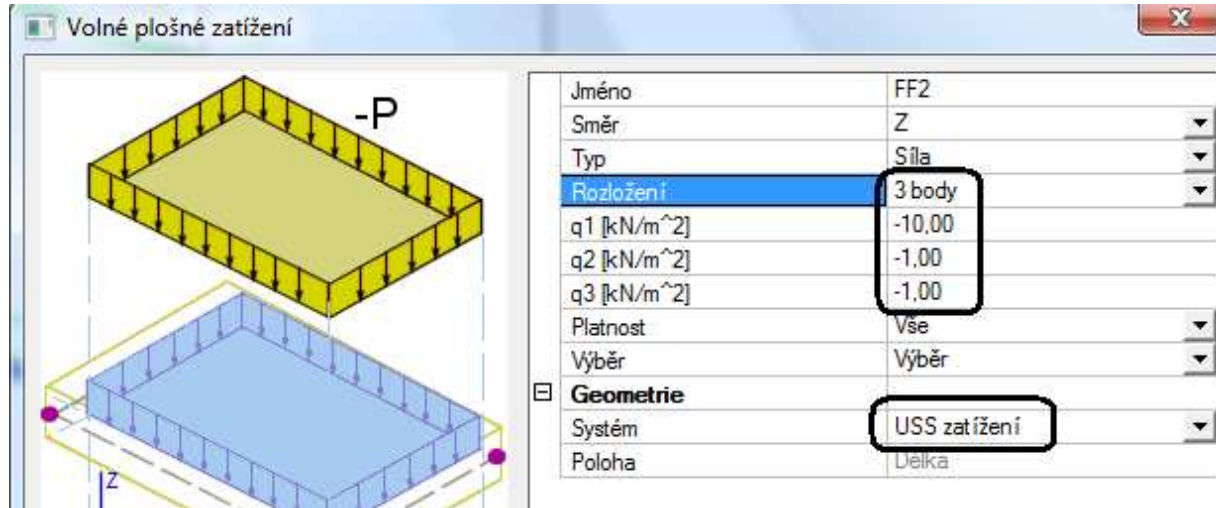 Volné plošné zatížení
-P
Z
Jméno FF2
Směr Z
Typ Síla
Rozložení 3 body
q1 [kN/m^2] -10,00
q2 [kN/m^2] -1,00
q3 [kN/m^2] -1,00
Platnost Vše
Výběr Výběr
Geometrie
Systém USS zatížení
Poloha Délka